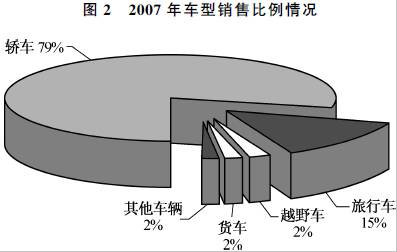 图 2 2007 年车型销售比例情况
轿车 79%
其他车辆
2%
货车
2%
越野车
2%
旅行车
15%